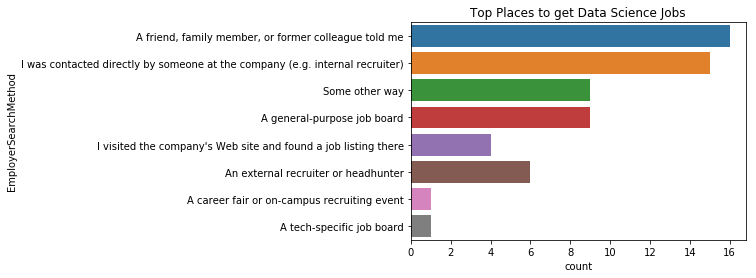 Top Places to get Data Science Jobs
EmployerSearchMethod
A friend, family member, or former colleague told me
I was contacted directly by someone at the company (e.g. internal recruiter)
Some other way
A general-purpose job board
I visited the company's Web site and found a job listing there
An external recruiter or headhunter
A career fair or on-campus recruiting event
A tech-specific job board
0 2 4 6 8 10 12 14 16
count